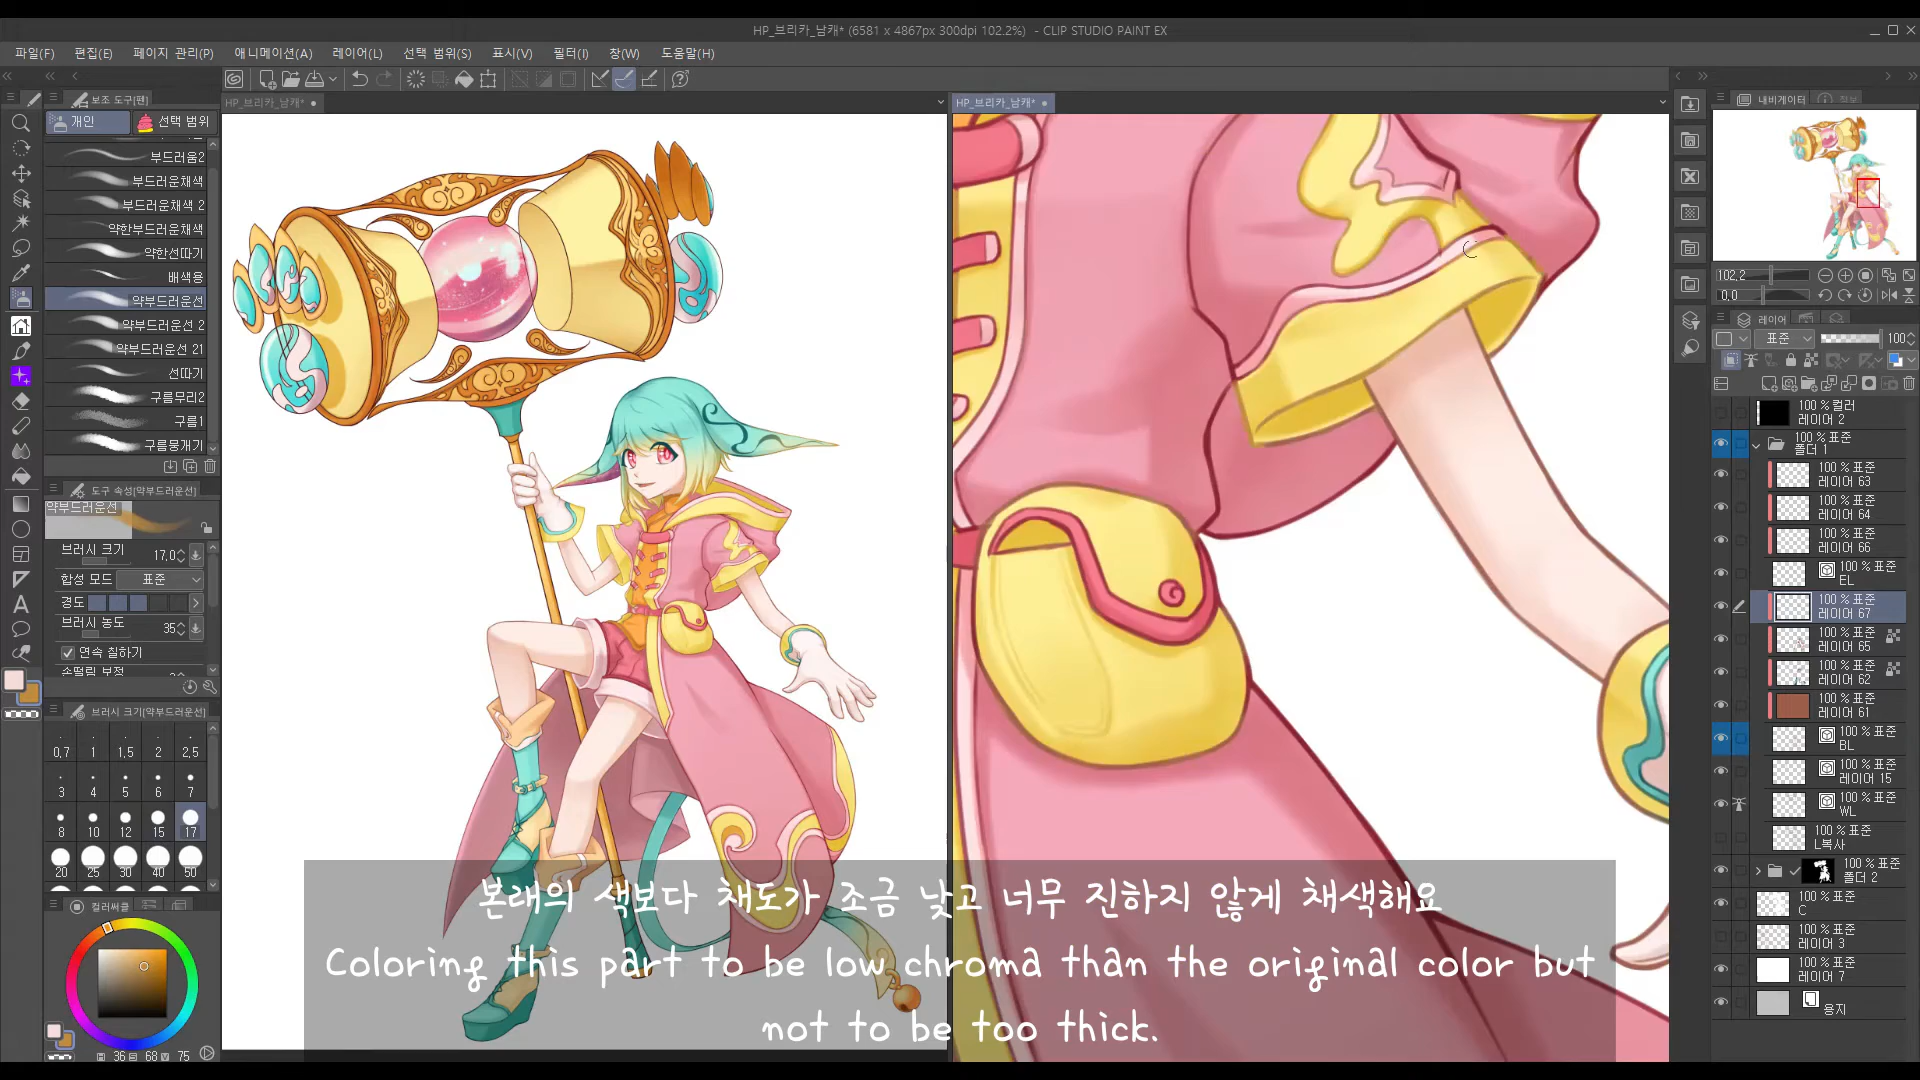 HP_브리카_남캐* (6581 x 4867px 300dpi 102.2%) - CLIP STUDIO PAINT EX
파일(F) 편집(E) 페이지 관리(P) 애니메이션(A) 레이어(L) 선택 범위(S) 표시(V) 필터(I) 창(W) 도움말(H)
보조 도구[펜]
HP_브리카_남캐*
HP_브리카_남캐*
내비게이터 정보
개인 선택 범위
부드러움2
부드러운채색
부드러운채색 2
약한부드러운채색
약한선따기
배색용
약부드러운선
약부드러운선 2
약부드러운선 21
선따기
구름무리2
구름1
구름뭉개기
도구 속성[약부드러운선]
약부드러운선
브러시 크기 17.0
합성 모드 표준
경도
브러시 농도 35
연속 칠하기
손떨림 보정
브러시 크기[약부드러운선]
0.7 1 1.5 2 2.5
3 4 5 6 7
8 10 12 15 17
20 25 30 40 50
컬러써클
36 68 75
102.2
0.0
레이어
표준 100
100 % 컬러
레이어 2
100 % 표준
폴더 1
100 % 표준
레이어 63
100 % 표준
레이어 64
100 % 표준
레이어 66
100 % 표준
EL
100 % 표준
레이어 67
100 % 표준
레이어 65
100 % 표준
레이어 62
100 % 표준
레이어 61
100 % 표준
BL
100 % 표준
레이어 15
100 % 표준
WL
100 % 표준
L복사
100 % 표준
폴더 2
100 % 표준
C
100 % 표준
레이어 3
100 % 표준
레이어 7
용지
본래의 색보다 채도가 조금 낮고 너무 진하지 않게 채색해요
Coloring this part to be low chroma than the original color but
not to be too thick.